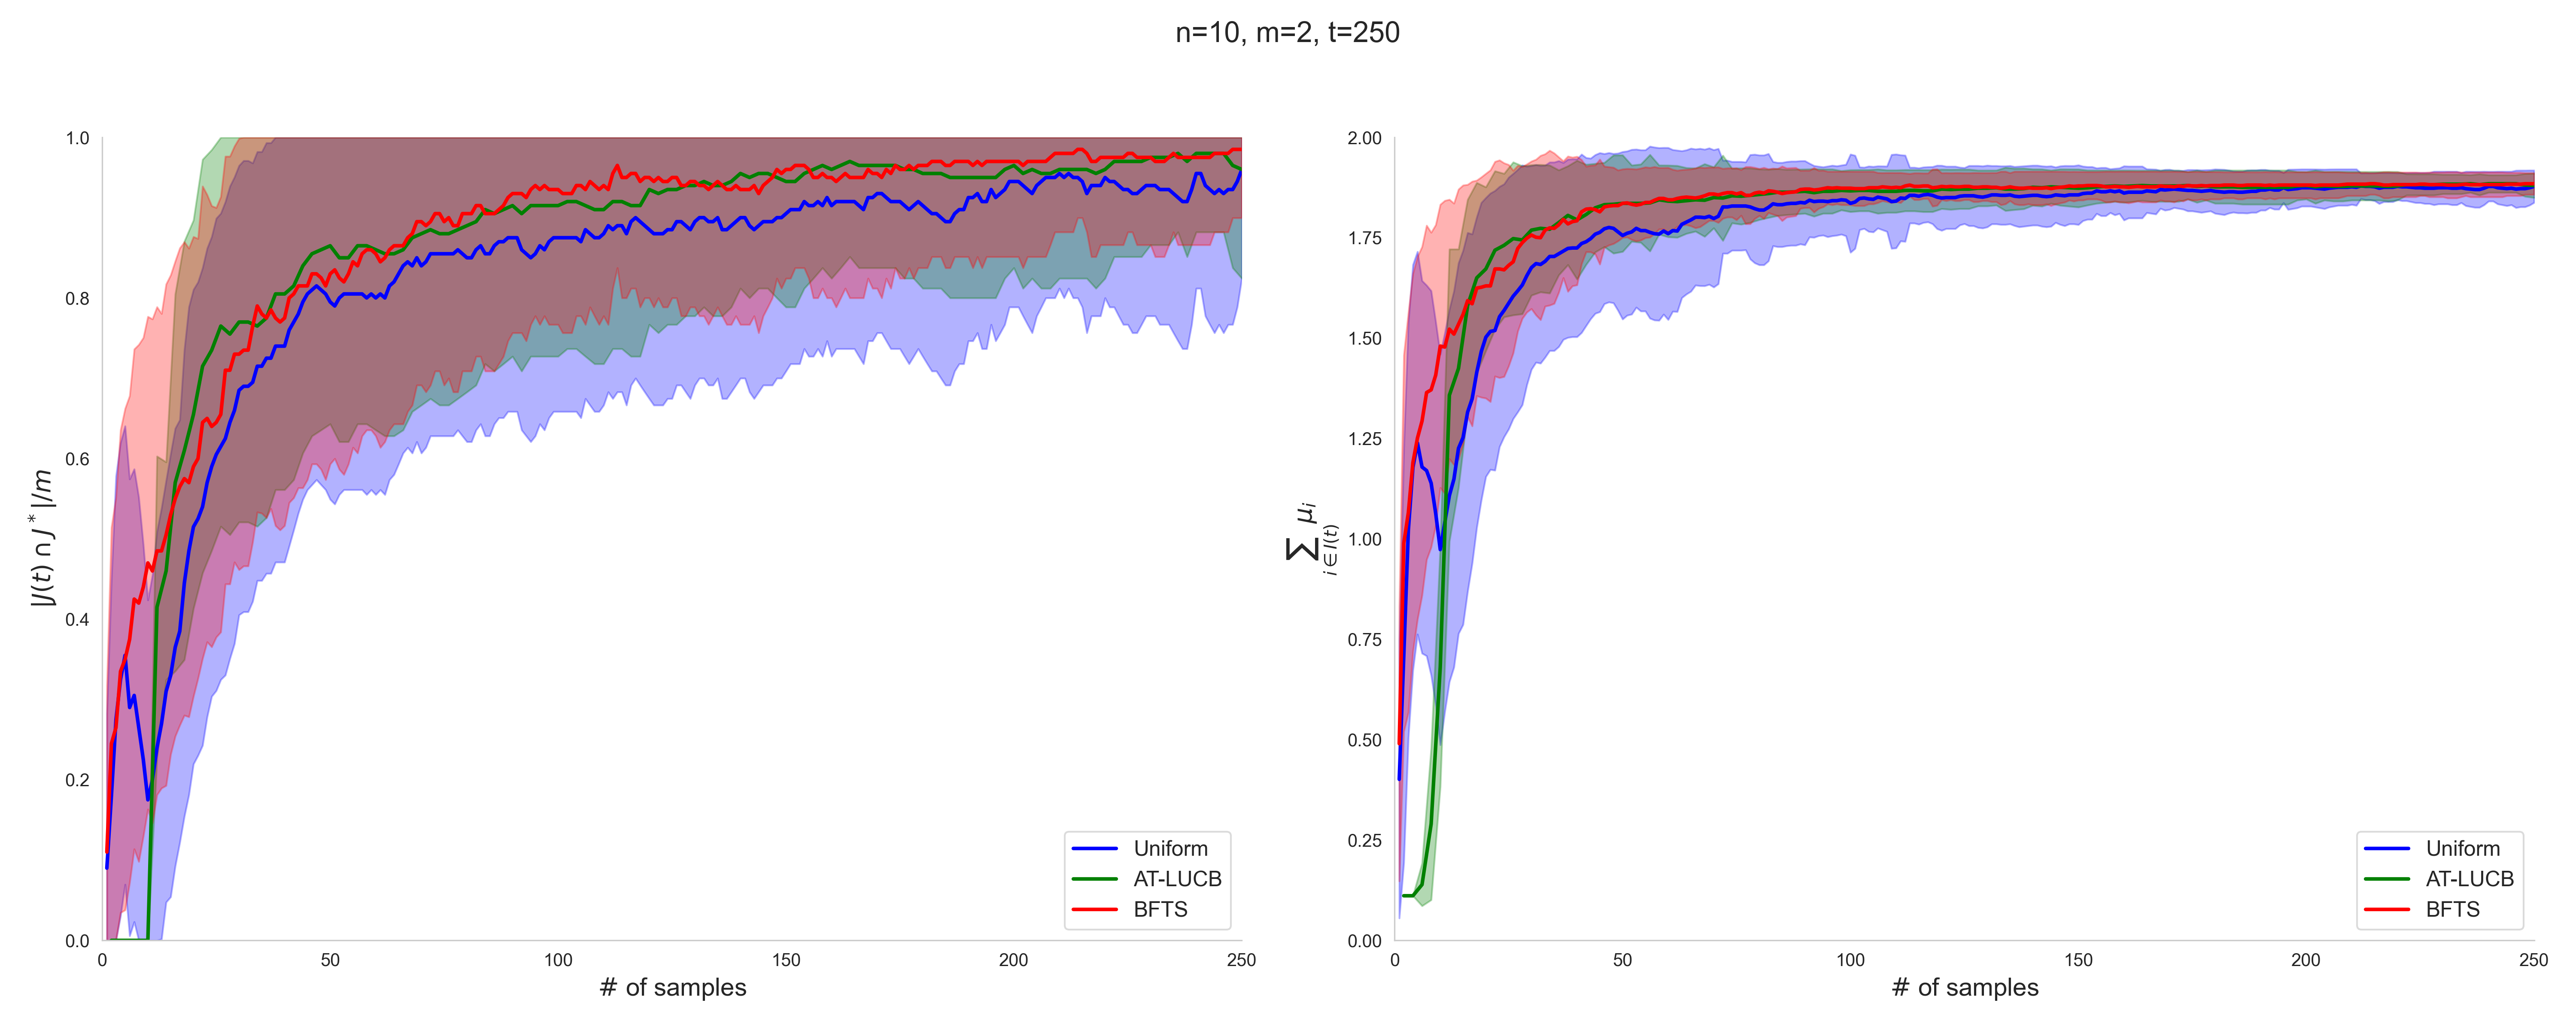 n=10, m=2, t=250
|J(t) ∩ J*|/m
1.0
0.8
0.6
0.4
0.2
0.0
0 50 100 150 200 250
# of samples
Uniform
AT-LUCB
BFTS
∑ μi
i∈I(t)
2.00
1.75
1.50
1.25
1.00
0.75
0.50
0.25
0.00
0 50 100 150 200 250
# of samples
Uniform
AT-LUCB
BFTS